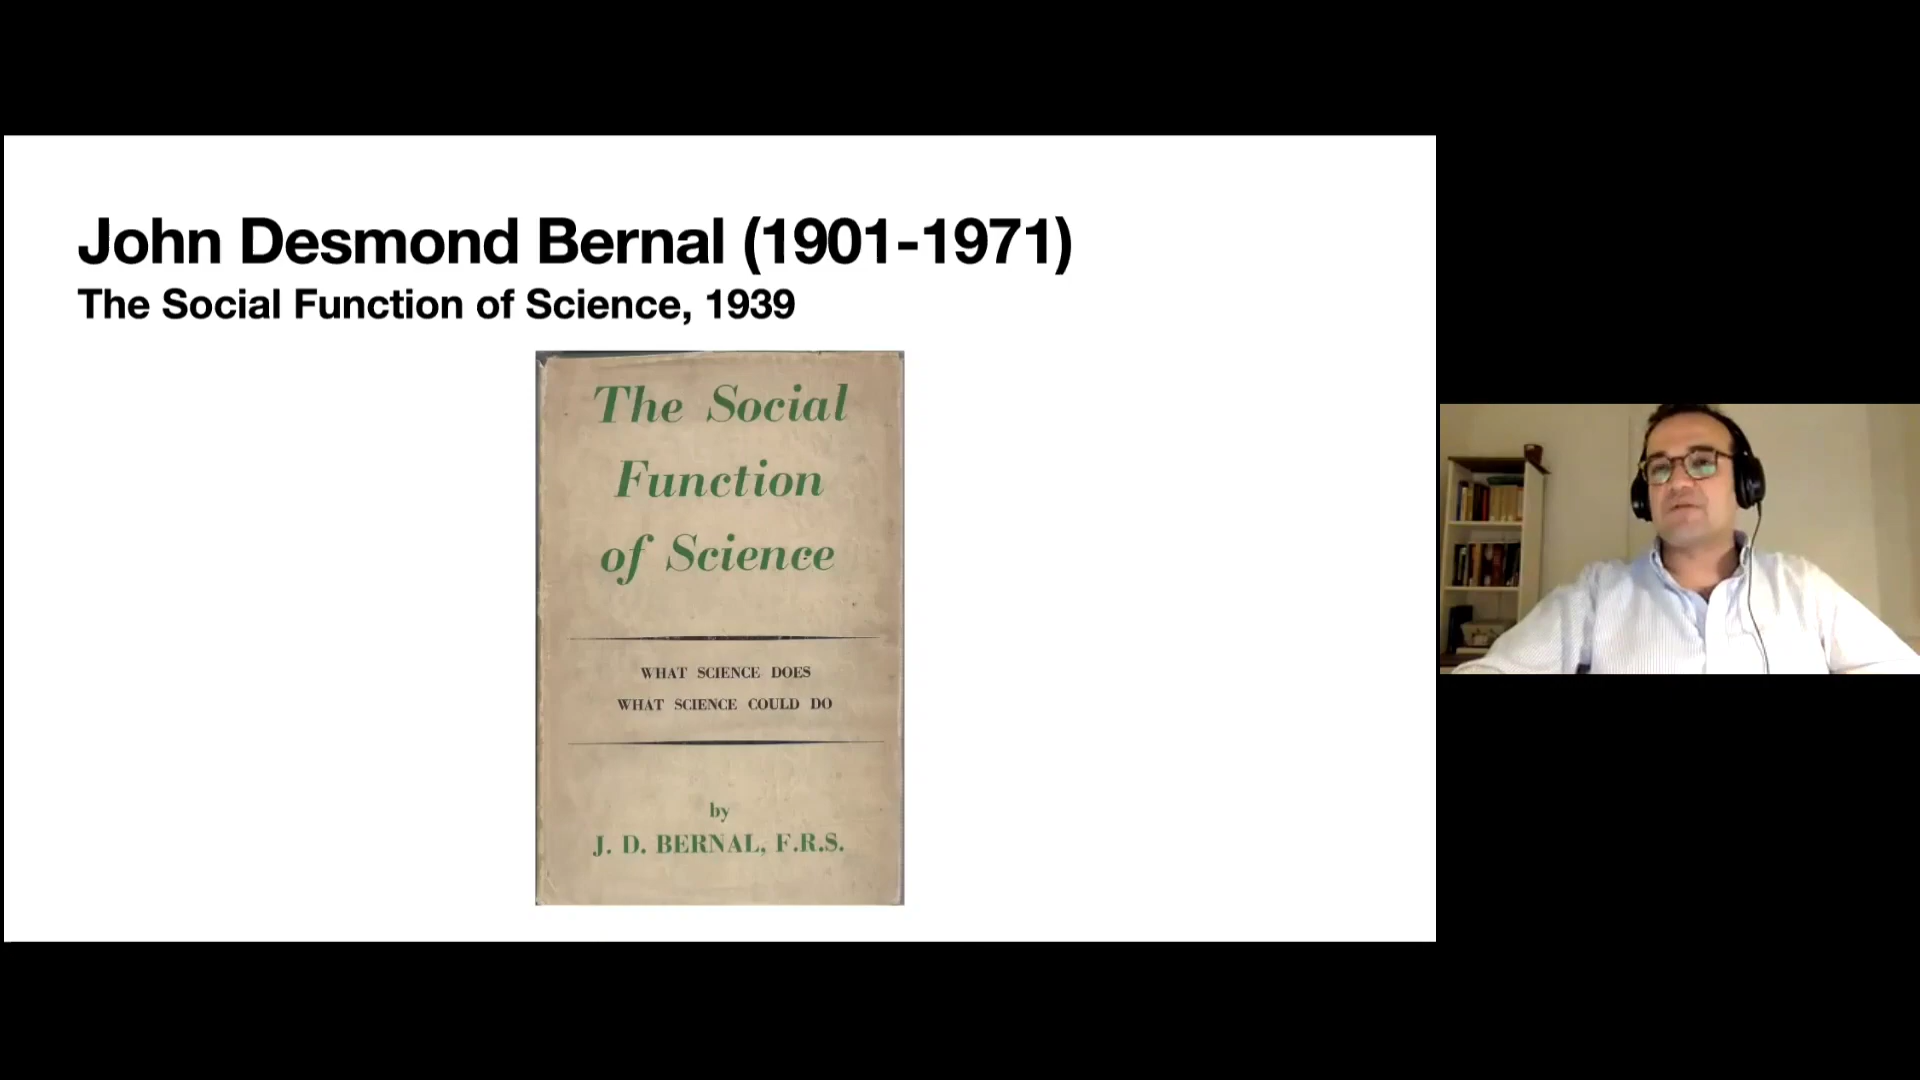 John Desmond Bernal (1901-1971)
The Social Function of Science, 1939
The Social
Function
of Science
WHAT SCIENCE DOES
WHAT SCIENCE COULD DO
by
J. D. BERNAL, F.R.S.